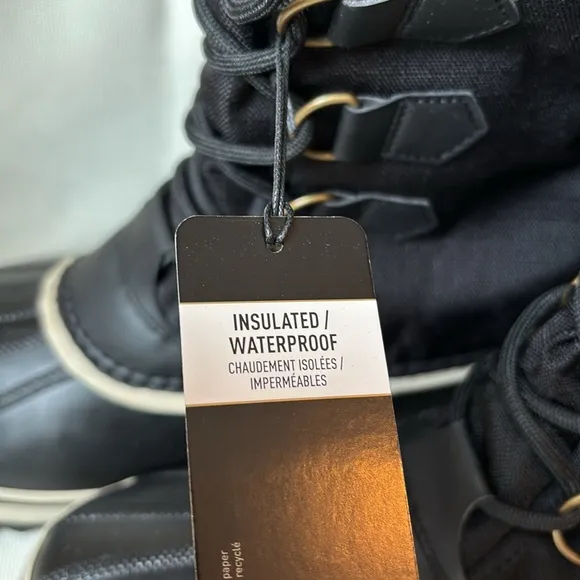 INSULATED /
WATERPROOF
CHAUDEMENT ISOLÉES /
IMPERMÉABLES
paper
recyclé